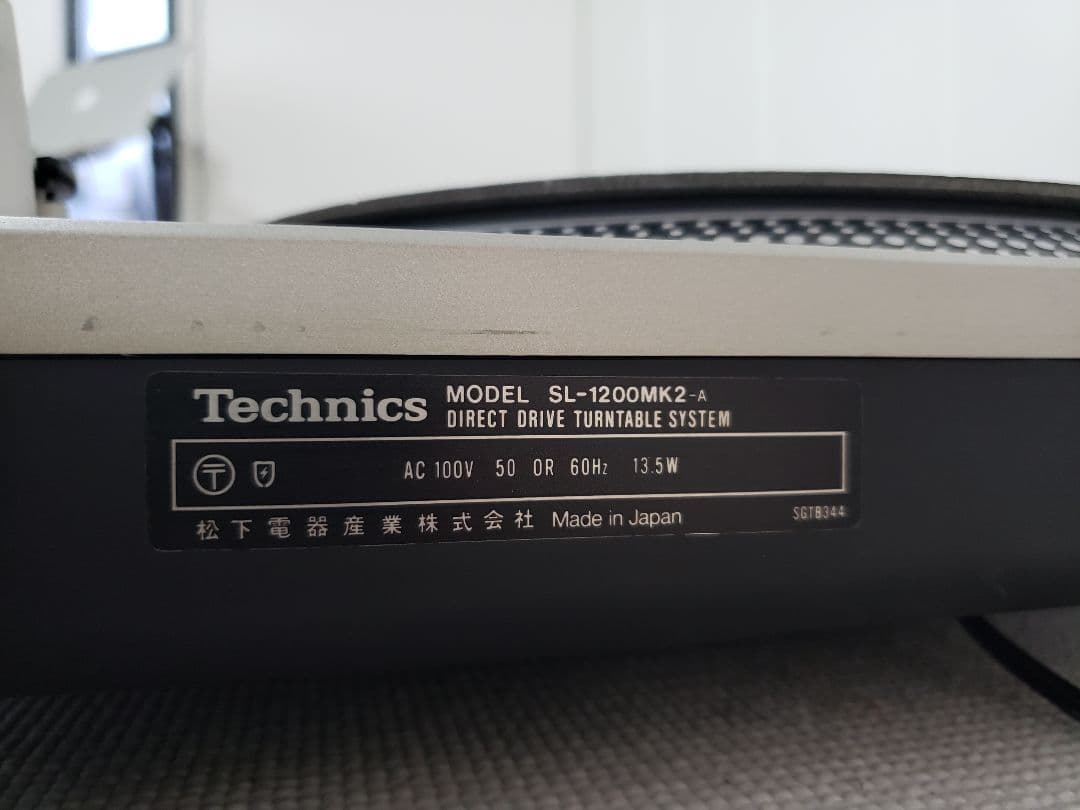 Technics MODEL SL-1200MK2-A
DIRECT DRIVE TURNTABLE SYSTEM
〒 AC 100V 50 OR 60Hz 13.5W
松下電器産業株式会社 Made in Japan SGTB344